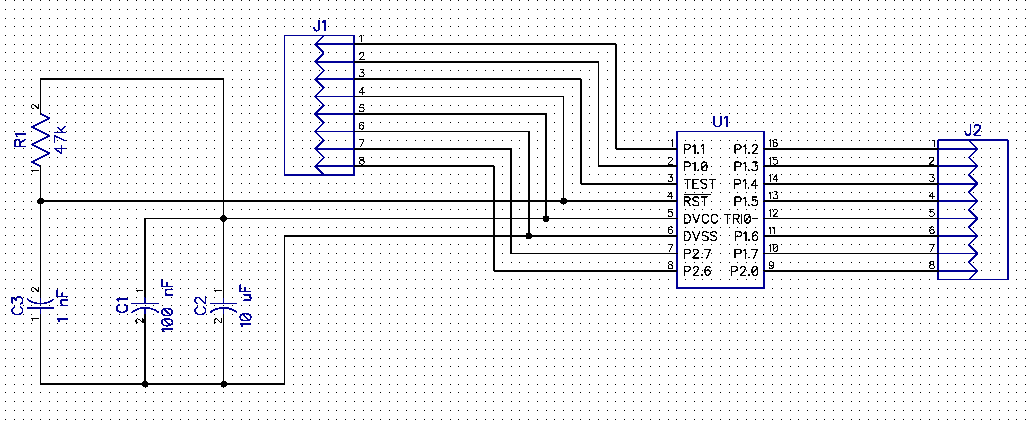 J1
1
2
3
4
5
6
7
8
2
R1
47k
1
U1
1 P1.1 P1.2 16
2 P1.0 P1.3 15
3 TEST P1.4 14
4 RST P1.5 13
5 DVCC TRI0- 12
6 DVSS P1.6 11
7 P2.7 P1.7 10
8 P2.6 P2.0 9
J2
1
2
3
4
5
6
7
8
2
C3
1 nF
1
1
C1
100 nF
2
1
C2
10 uF
2